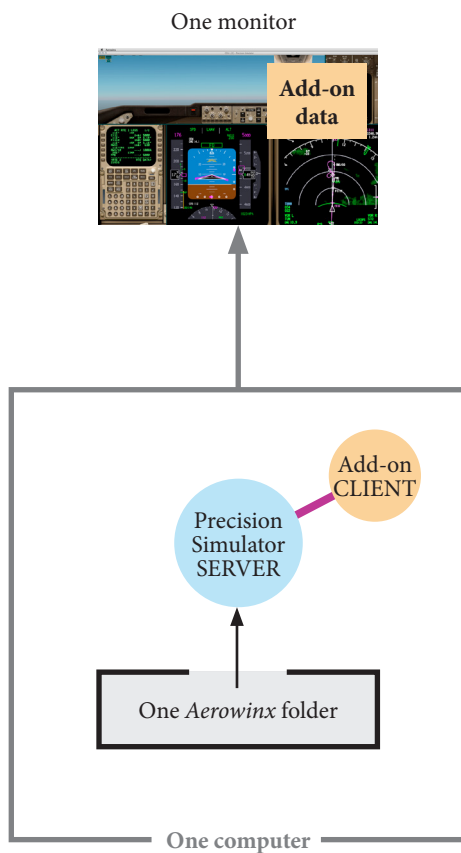 One monitor
Add-on
data
Add-on
CLIENT
Precision
Simulator
SERVER
One Aerowinx folder
One computer